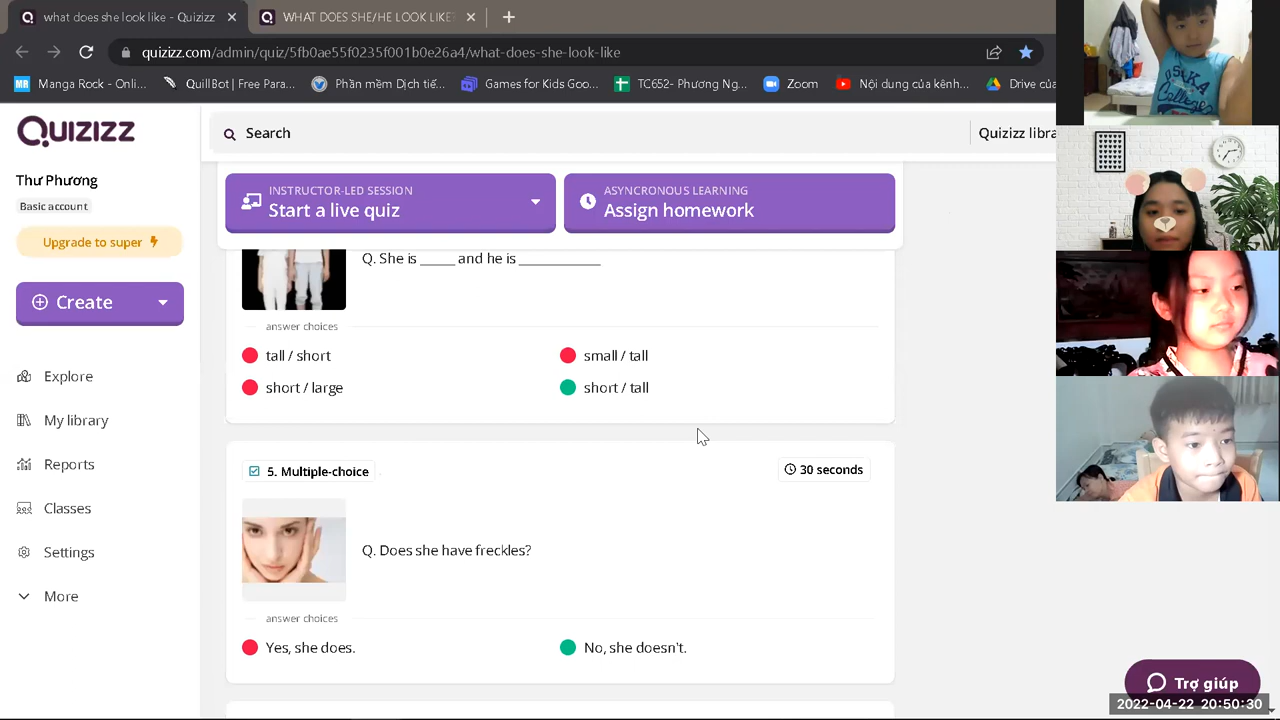 what does she look like - Quizizz
WHAT DOES SHE/HE LOOK LIKE
quizizz.com/admin/quiz/5fb0ae55f0235b001b0e26a4/what-does-she-look-like
Manga Rock - Onli...
QuillBot | Free Para...
Phần mềm
for Kids Goo...
TC652- Phương Ng...
Zoom
Nội dung của kênh...
Drive của
QUIZIZZ
Search
Quizizz libra
Thư Phương
Basic account
Upgrade to super
Create
Explore
My library
Reports
Classes
Settings
More
INSTRUCTOR-LED SESSION
Start a live quiz
ASYNCRONOUS LEARNING
Assign homework
Q. She is _____ and he is __________
answer choices
tall / short
small / tall
short / large
short / tall
5. Multiple-choice
30 seconds
Q. Does she have freckles?
answer choices
Yes, she does.
No, she doesn't.
Trợ giúp
2022-04-22 20:50:30